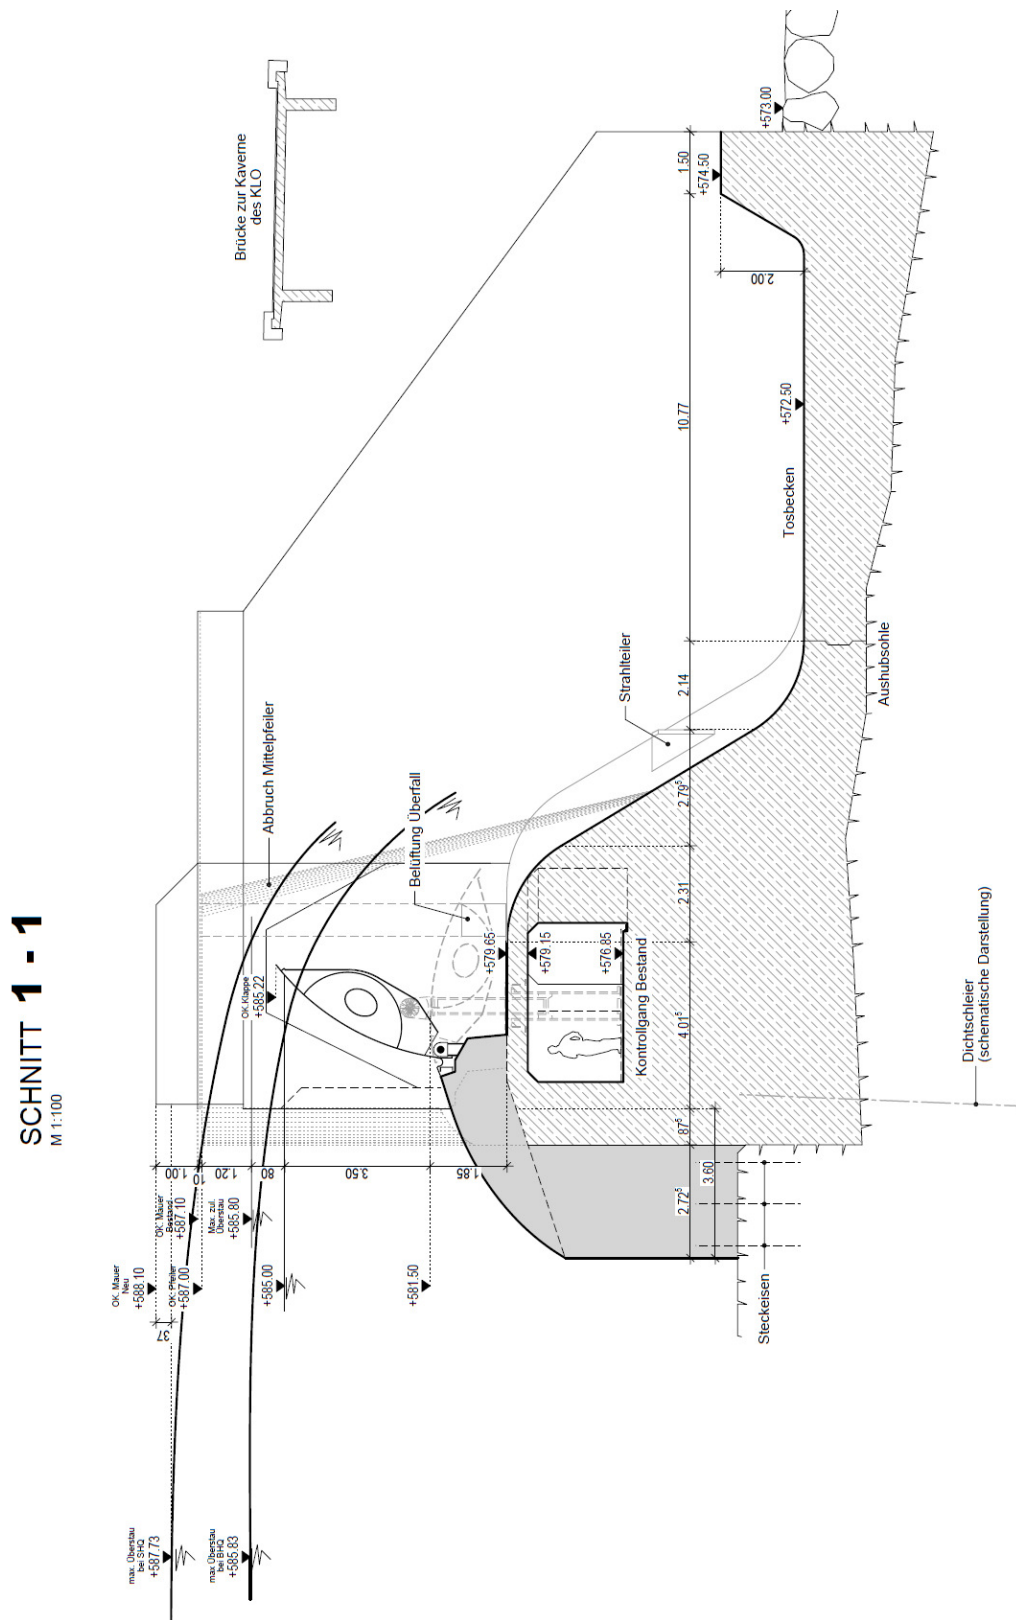 SCHNITT 1 - 1
M 1:100
Brücke zur Kaverne
des KLO
Abbruch Mittelpfeiler
Belüftung Überfall
Strahlteiler
Tosbecken
Aushubsohle
Kontrollgang Bestand
Steckeisen
Dichtschleier
(schematische Darstellung)
max. Überstau
bei SHQ
+587.73
max Überstau
bei BHQ
+585.83
OK. Mauer
Neu
+588.10
OK. Pfeiler
+587.00
OK. Mauer
Bestand
+587.10
Max. zul.
Überstau
+585.80
+585.00
+581.50
OK. Klappe
+585.22
+579.65
+579.15
+576.85
+572.50
+574.50
+573.00
37
1.00
10
1.20
80
3.50
1.85
2.72⁵
87⁵
4.01⁵
2.31
2.79⁵
2.14
10.77
1.50
3.60
2.00